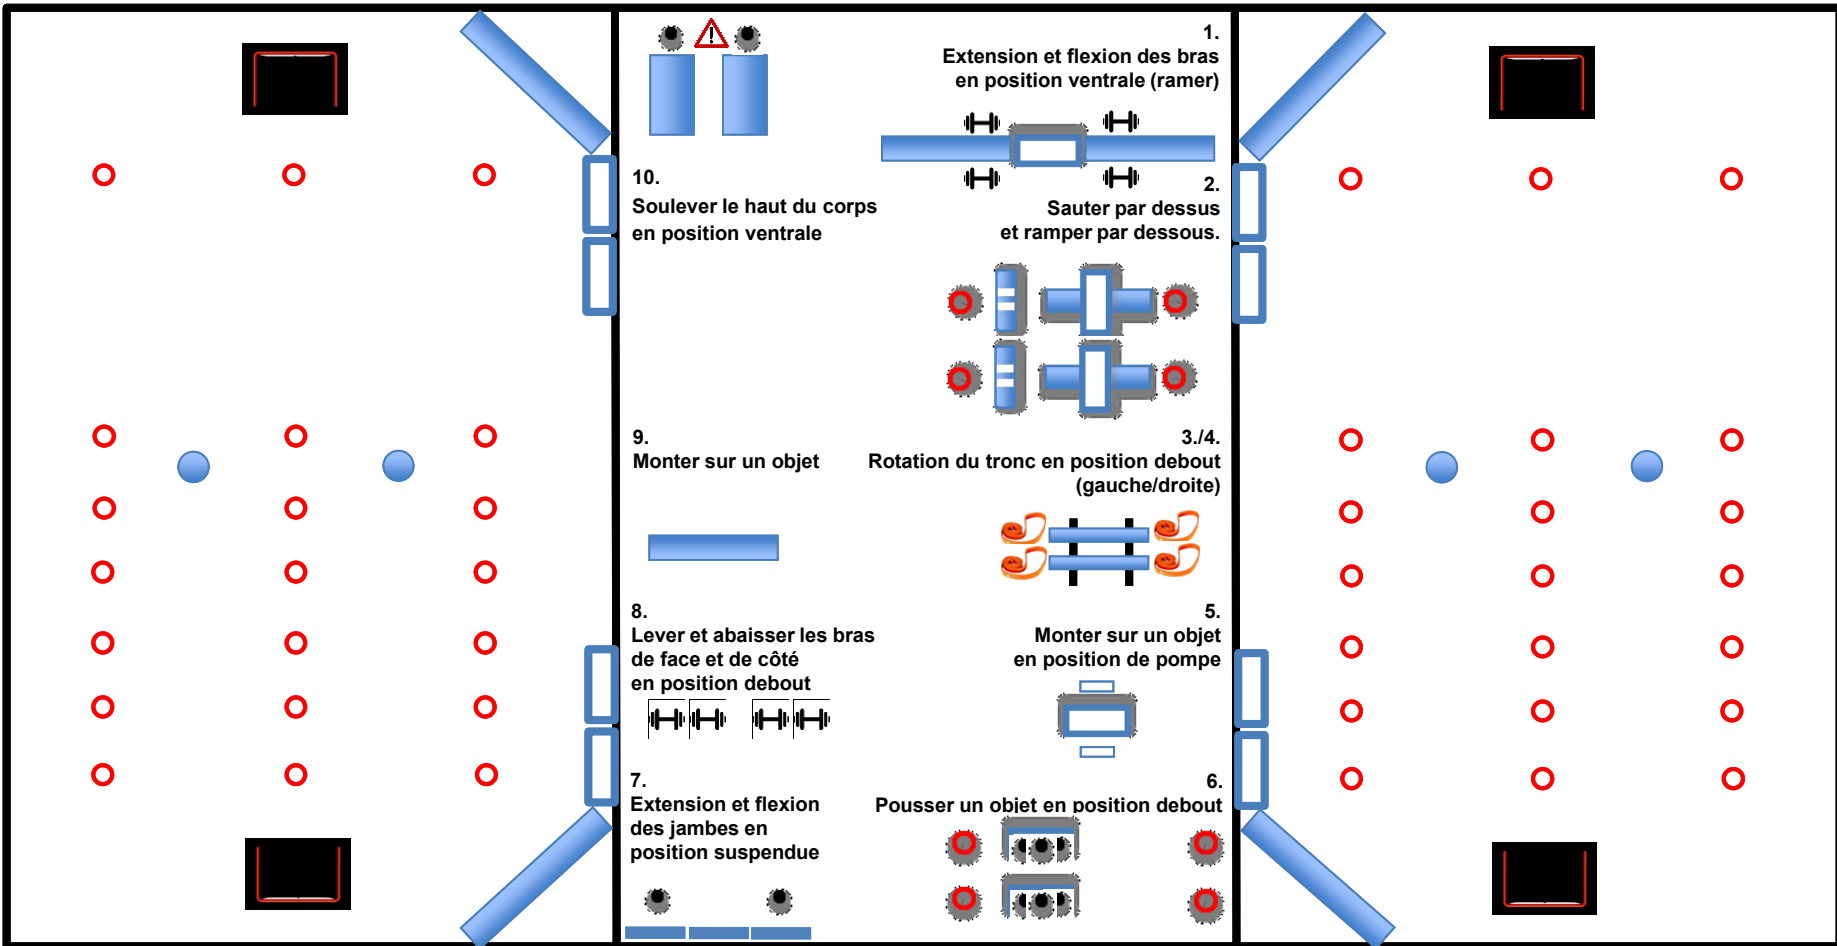 1.
Extension et flexion des bras
en position ventrale (ramer)
2.
Sauter par dessus
et ramper par dessous.
3./4.
Rotation du tronc en position debout
(gauche/droite)
5.
Monter sur un objet
en position de pompe
6.
Pousser un objet en position debout
7.
Extension et flexion
des jambes en
position suspendue
8.
Lever et abaisser les bras
de face et de côté
en position debout
9.
Monter sur un objet
10.
Soulever le haut du corps
en position ventrale